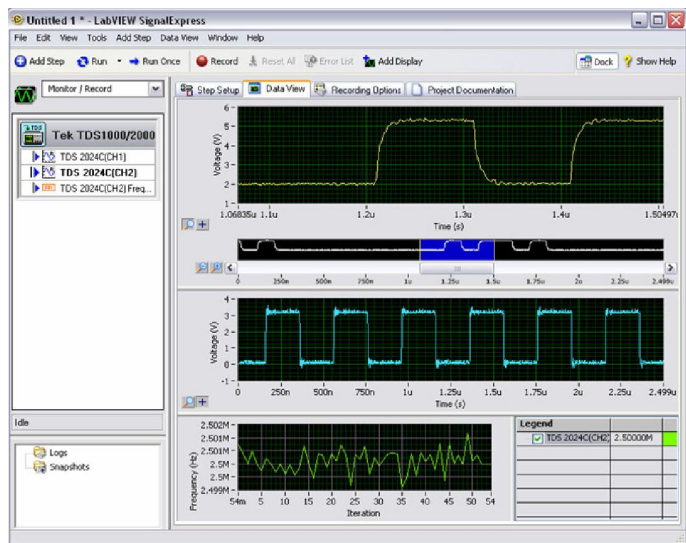 Untitled 1 * - LabVIEW SignalExpress
File Edit View Tools Add Step Data View Window Help
Add Step Run Run Once Record Reset All Error List Add Display Dock Show Help
Monitor / Record
Step Setup Data View Recording Options Project Documentation
Tek TDS1000/2000
TDS 2024C(CH1)
TDS 2024C(CH2)
TDS 2024C(CH2) Freq...
Voltage (V)
6
5
4
3
2
1
1.06835u 1.1u 1.2u 1.3u 1.4u 1.50497u
Time (s)
0 250n 500n 750n 1u 1.25u 1.5u 1.75u 2u 2.25u 2.499u
Voltage (V)
4
3
2
1
0
-1
0 250n 500n 750n 1u 1.25u 1.5u 1.75u 2u 2.25u 2.499u
Time (s)
Idle
Logs
Snapshots
Frequency (Hz)
2.502M
2.501M
2.501M
2.5M
2.5M
2.499M
54m 5 10 15 20 25 30 35 40 45 50 54
Iteration
Legend
TDS 2024C(CH2) 2.50000M